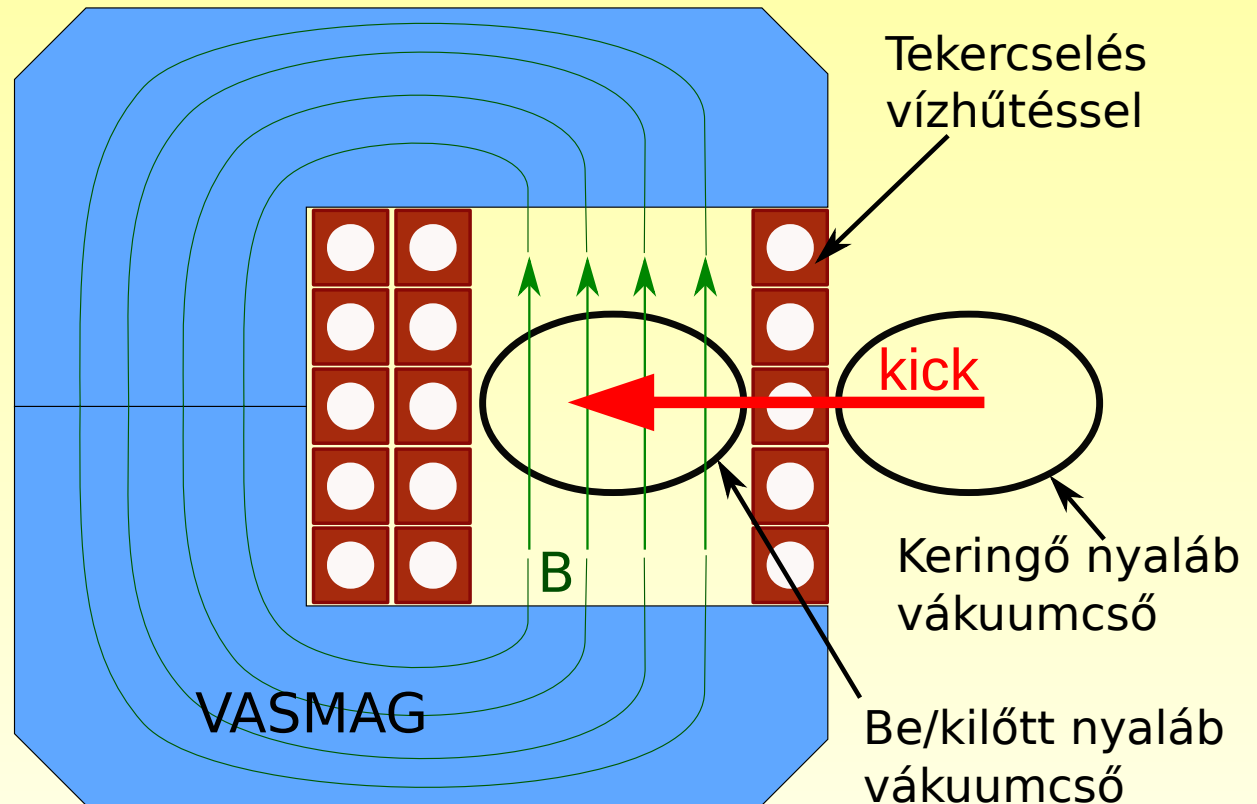 Tekercselés
vízhűtéssel
kick
B
Keringő nyaláb
vákuumcső
VASMAG
Be/kilőtt nyaláb
vákuumcső